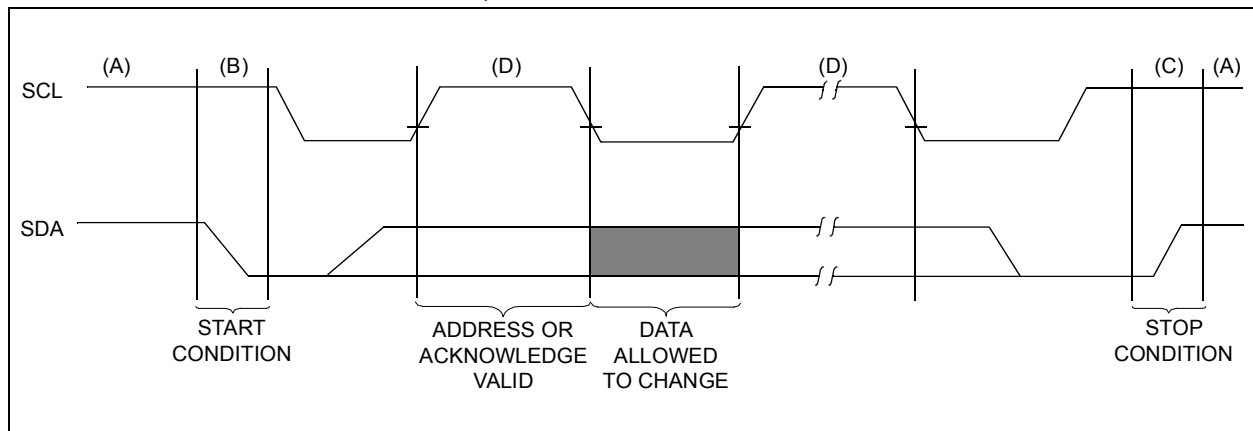 (A)
(B)
(D)
(D)
(C)
(A)
SCL
SDA
START
CONDITION
ADDRESS OR
ACKNOWLEDGE
VALID
DATA
ALLOWED
TO CHANGE
STOP
CONDITION